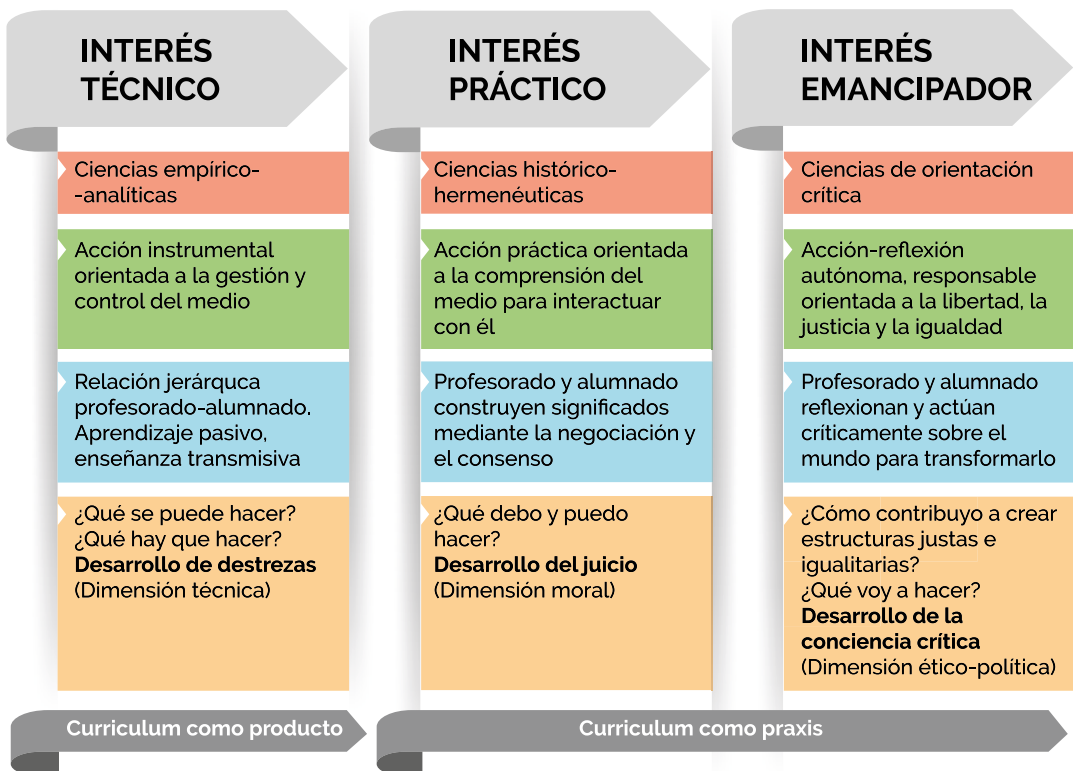 INTERÉS
TÉCNICO
Ciencias empírico-
-analíticas
Acción instrumental
orientada a la gestión y
control del medio
Relación jerárquca
profesorado-alumnado.
Aprendizaje pasivo,
enseñanza transmisiva
¿Qué se puede hacer?
¿Qué hay que hacer?
Desarrollo de destrezas
(Dimensión técnica)
INTERÉS
PRÁCTICO
Ciencias histórico-
hermenéuticas
Acción práctica orientada
a la comprensión del
medio para interactuar
con él
Profesorado y alumnado
construyen significados
mediante la negociación y
el consenso
¿Qué debo y puedo
hacer?
Desarrollo del juicio
(Dimensión moral)
INTERÉS
EMANCIPADOR
Ciencias de orientación
crítica
Acción-reflexión
autónoma, responsable
orientada a la libertad, la
justicia y la igualdad
Profesorado y alumnado
reflexionan y actúan
críticamente sobre el
mundo para transformarlo
¿Cómo contribuyo a crear
estructuras justas e
igualitarias?
¿Qué voy a hacer?
Desarrollo de la
conciencia crítica
(Dimensión ético-política)
Curriculum como producto
Curriculum como praxis